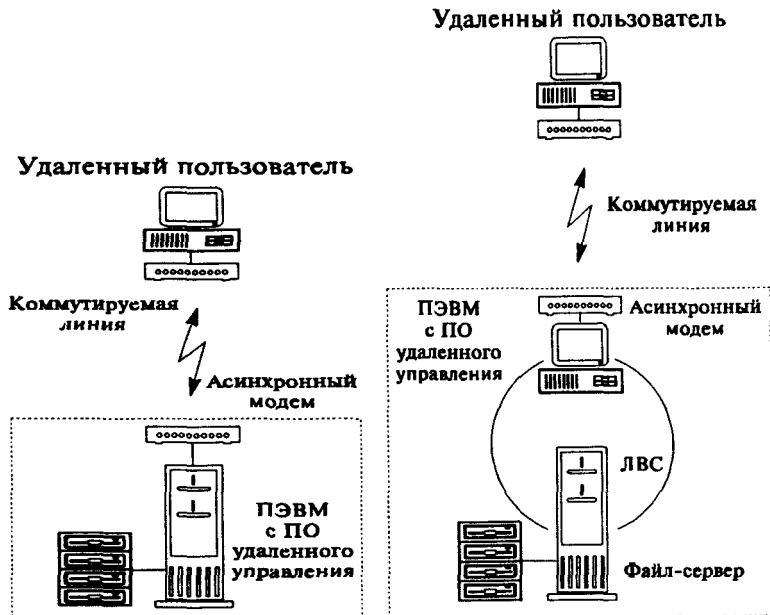 Удаленный пользователь
Коммутируемая
линия
Асинхронный
модем
ПЭВМ
с ПО
удаленного
управления
Удаленный пользователь
Коммутируемая
линия
ПЭВМ
с ПО
удаленного
управления
Асинхронный
модем
ЛВС
Файл-сервер